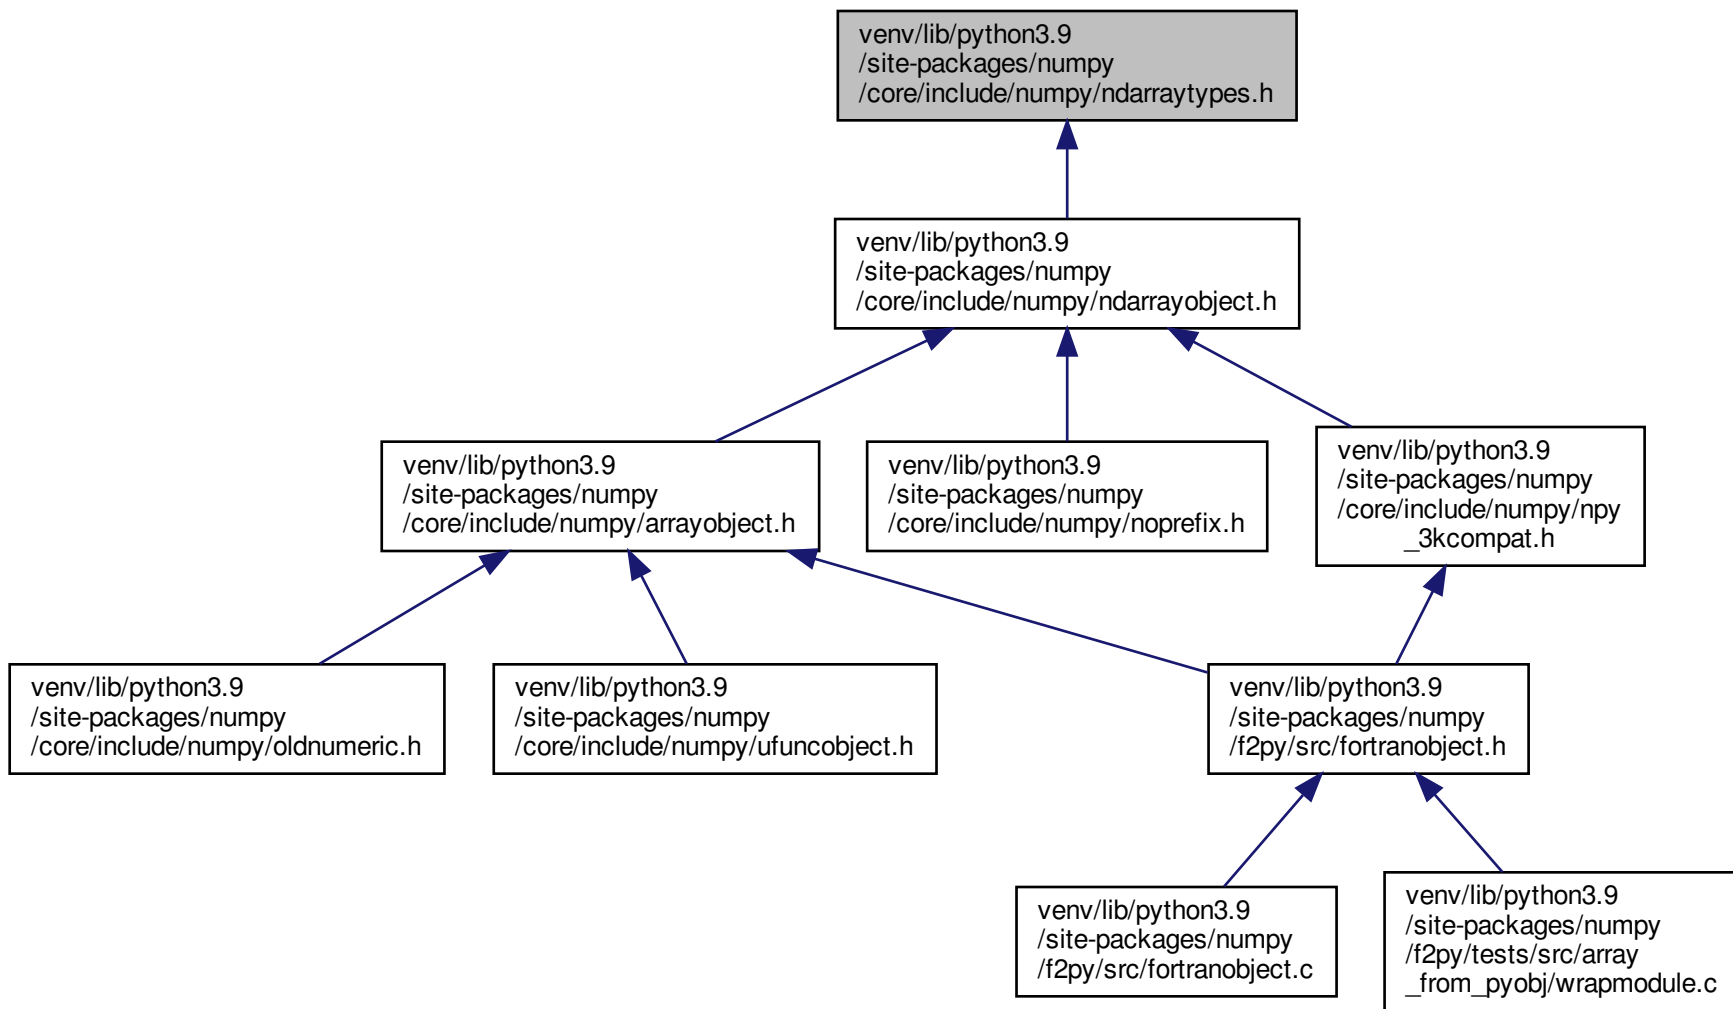 venv/lib/python3.9
/site-packages/numpy
/core/include/numpy/ndarraytypes.h
venv/lib/python3.9
/site-packages/numpy
/core/include/numpy/ndarrayobject.h
venv/lib/python3.9
/site-packages/numpy
/core/include/numpy/arrayobject.h
venv/lib/python3.9
/site-packages/numpy
/core/include/numpy/noprefix.h
venv/lib/python3.9
/site-packages/numpy
/core/include/numpy/npy
_3kcompat.h
venv/lib/python3.9
/site-packages/numpy
/core/include/numpy/oldnumeric.h
venv/lib/python3.9
/site-packages/numpy
/core/include/numpy/ufuncobject.h
venv/lib/python3.9
/site-packages/numpy
/f2py/src/fortranobject.h
venv/lib/python3.9
/site-packages/numpy
/f2py/src/fortranobject.c
venv/lib/python3.9
/site-packages/numpy
/f2py/tests/src/array
_from_pyobj/wrapmodule.c